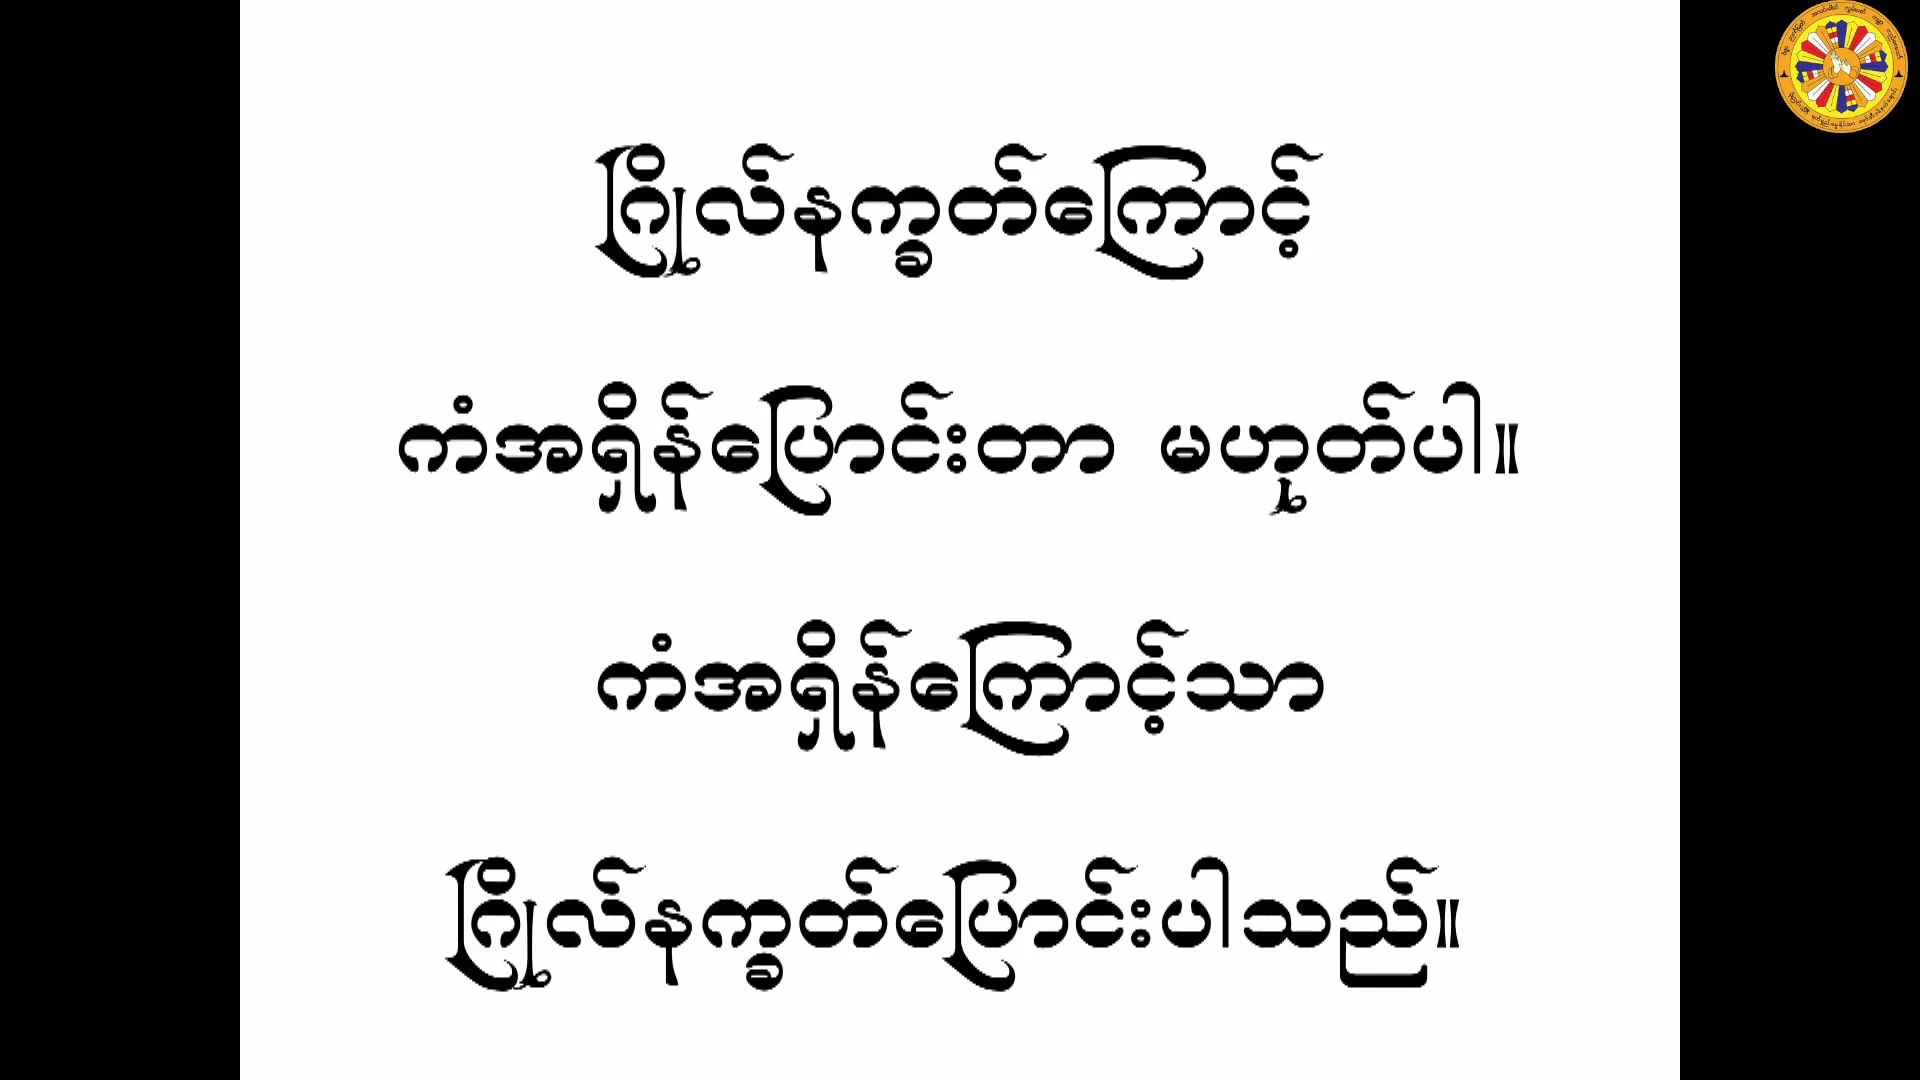 ဂြိုလ်နက္ခတ်ကြောင့်
ကံအရှိန်ပြောင်းတာ မဟုတ်ပါ။
ကံအရှိန်ကြောင့်သာ
ဂြိုလ်နက္ခတ်ပြောင်းပါသည်။